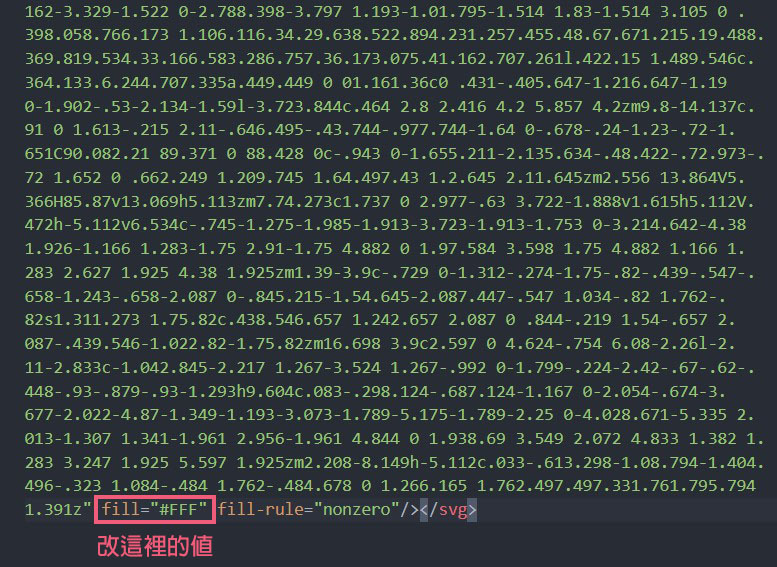 162-3.329-1.522 0-2.788.398-3.797 1.193-1.01.795-1.514 1.83-1.514 3.105 0 .
398.058.766.173 1.106.116.34.29.638.522.894.231.257.455.48.67.671.215.19.488.
369.819.534.33.166.583.286.757.36.173.075.41.162.707.261l.422.15 1.489.546c.
364.133.6.244.707.335a.449.449 0 01.161.36c0 .431-.405.647-1.216.647-1.19 
0-1.902-.53-2.134-1.59l-3.723.844c.464 2.8 2.416 4.2 5.857 4.2zm9.8-14.137c.
91 0 1.613-.215 2.11-.646.495-.43.744-.977.744-1.64 0-.678-.24-1.23-.72-1.
651C90.082.21 89.371 0 88.428 0c-.943 0-1.655.211-2.135.634-.48.422-.72.973-.
72 1.652 0 .662.249 1.209.745 1.64.497.43 1.2.645 2.11.645zm2.556 13.864V5.
366H85.87v13.069h5.113zm7.74.273c1.737 0 2.977-.63 3.722-1.888v1.615h5.112V.
472h-5.112v6.534c-.745-1.275-1.985-1.913-3.723-1.913-1.753 0-3.214.642-4.38 
1.926-1.166 1.283-1.75 2.91-1.75 4.882 0 1.97.584 3.598 1.75 4.882 1.166 1.
283 2.627 1.925 4.38 1.925zm1.39-3.9c-.729 0-1.312-.274-1.75-.82-.439-.547-.
658-1.243-.658-2.087 0-.845.215-1.54.645-2.087.447-.547 1.034-.82 1.762-.
82s1.311.273 1.75.82c.438.546.657 1.242.657 2.087 0 .844-.219 1.54-.657 2.
087-.439.546-1.022.82-1.75.82zm16.698 3.9c2.597 0 4.624-.754 6.08-2.26l-2.
11-2.833c-1.042.845-2.217 1.267-3.524 1.267-.992 0-1.799-.224-2.42-.67-.62-.
448-.93-.879-.93-1.293h9.604c.083-.298.124-.687.124-1.167 0-2.054-.674-3.
677-2.022-4.87-1.349-1.193-3.073-1.789-5.175-1.789-2.25 0-4.028.671-5.335 2.
013-1.307 1.341-1.961 2.956-1.961 4.844 0 1.938.69 3.549 2.072 4.833 1.382 1.
283 3.247 1.925 5.597 1.925zm2.208-8.149h-5.112c.033-.613.298-1.08.794-1.404.
496-.323 1.084-.484 1.762-.484.678 0 1.266.165 1.762.497.497.331.761.795.794 
1.391z" fill="#FFF" fill-rule="nonzero"/></svg>
改這裡的值